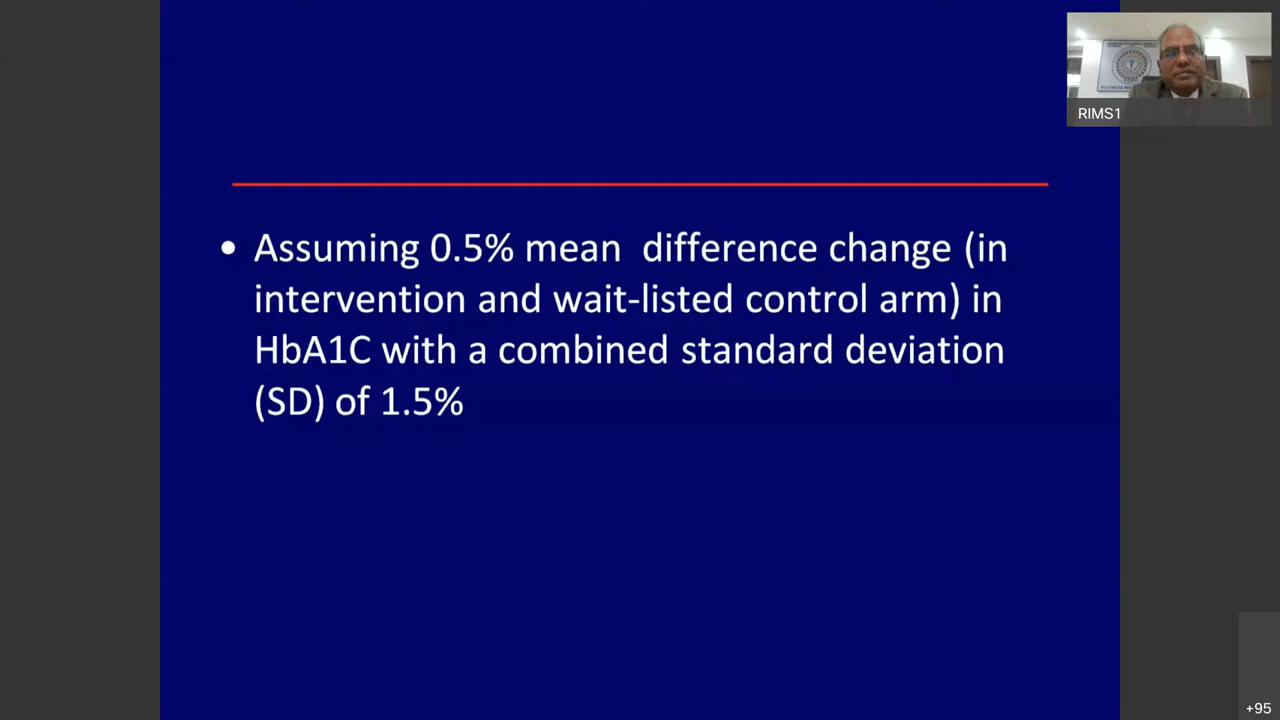 RIMS1
• Assuming 0.5% mean difference change (in
intervention and wait-listed control arm) in
HbA1C with a combined standard deviation
(SD) of 1.5%
+95